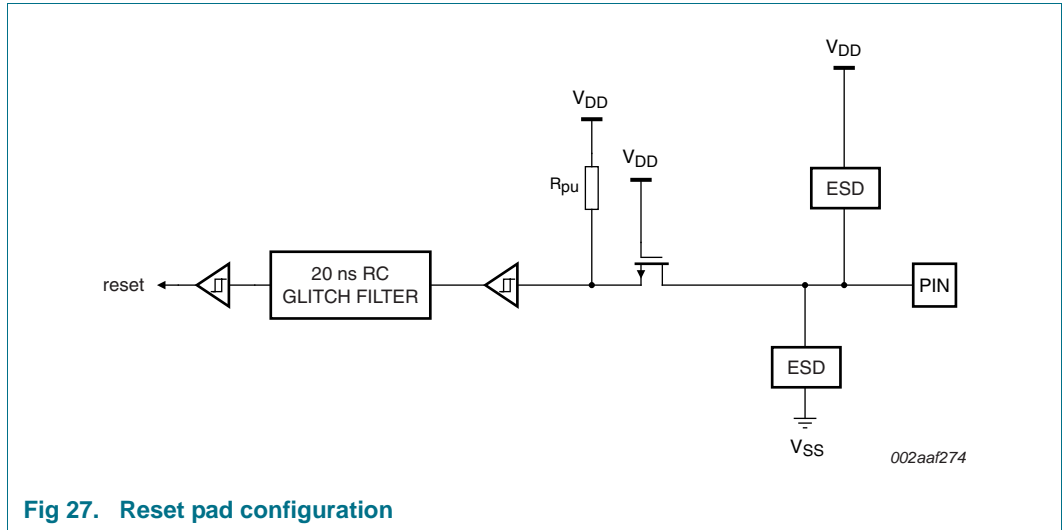 VDD
VDD
VDD
Rpu
ESD
reset
20 ns RC
GLITCH FILTER
PIN
ESD
VSS
002aaf274
Fig 27. Reset pad configuration